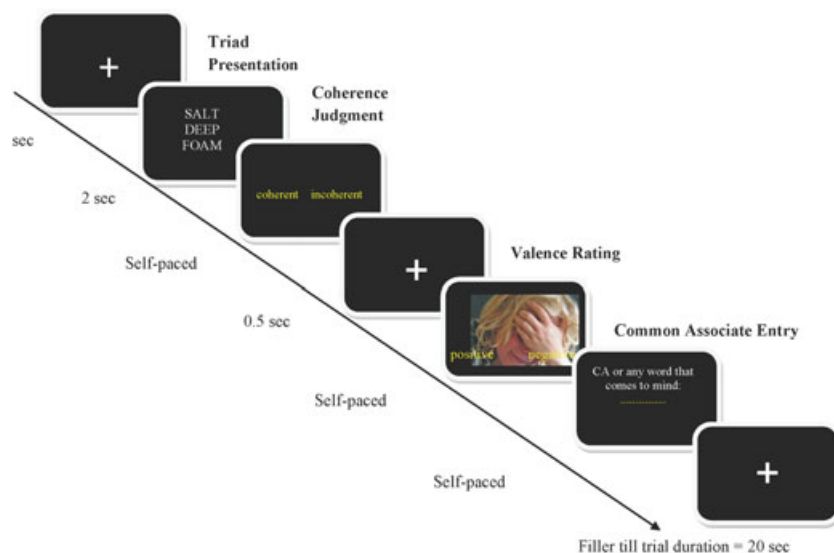 Triad
Presentation
SALT
DEEP
FOAM
Coherence
Judgment
sec
coherent incoherent
2 sec
Self-paced
Valence Rating
0.5 sec
positive negative
Common Associate Entry
CA or any word that
comes to mind:
Self-paced
Self-paced
Filler till trial duration = 20 sec